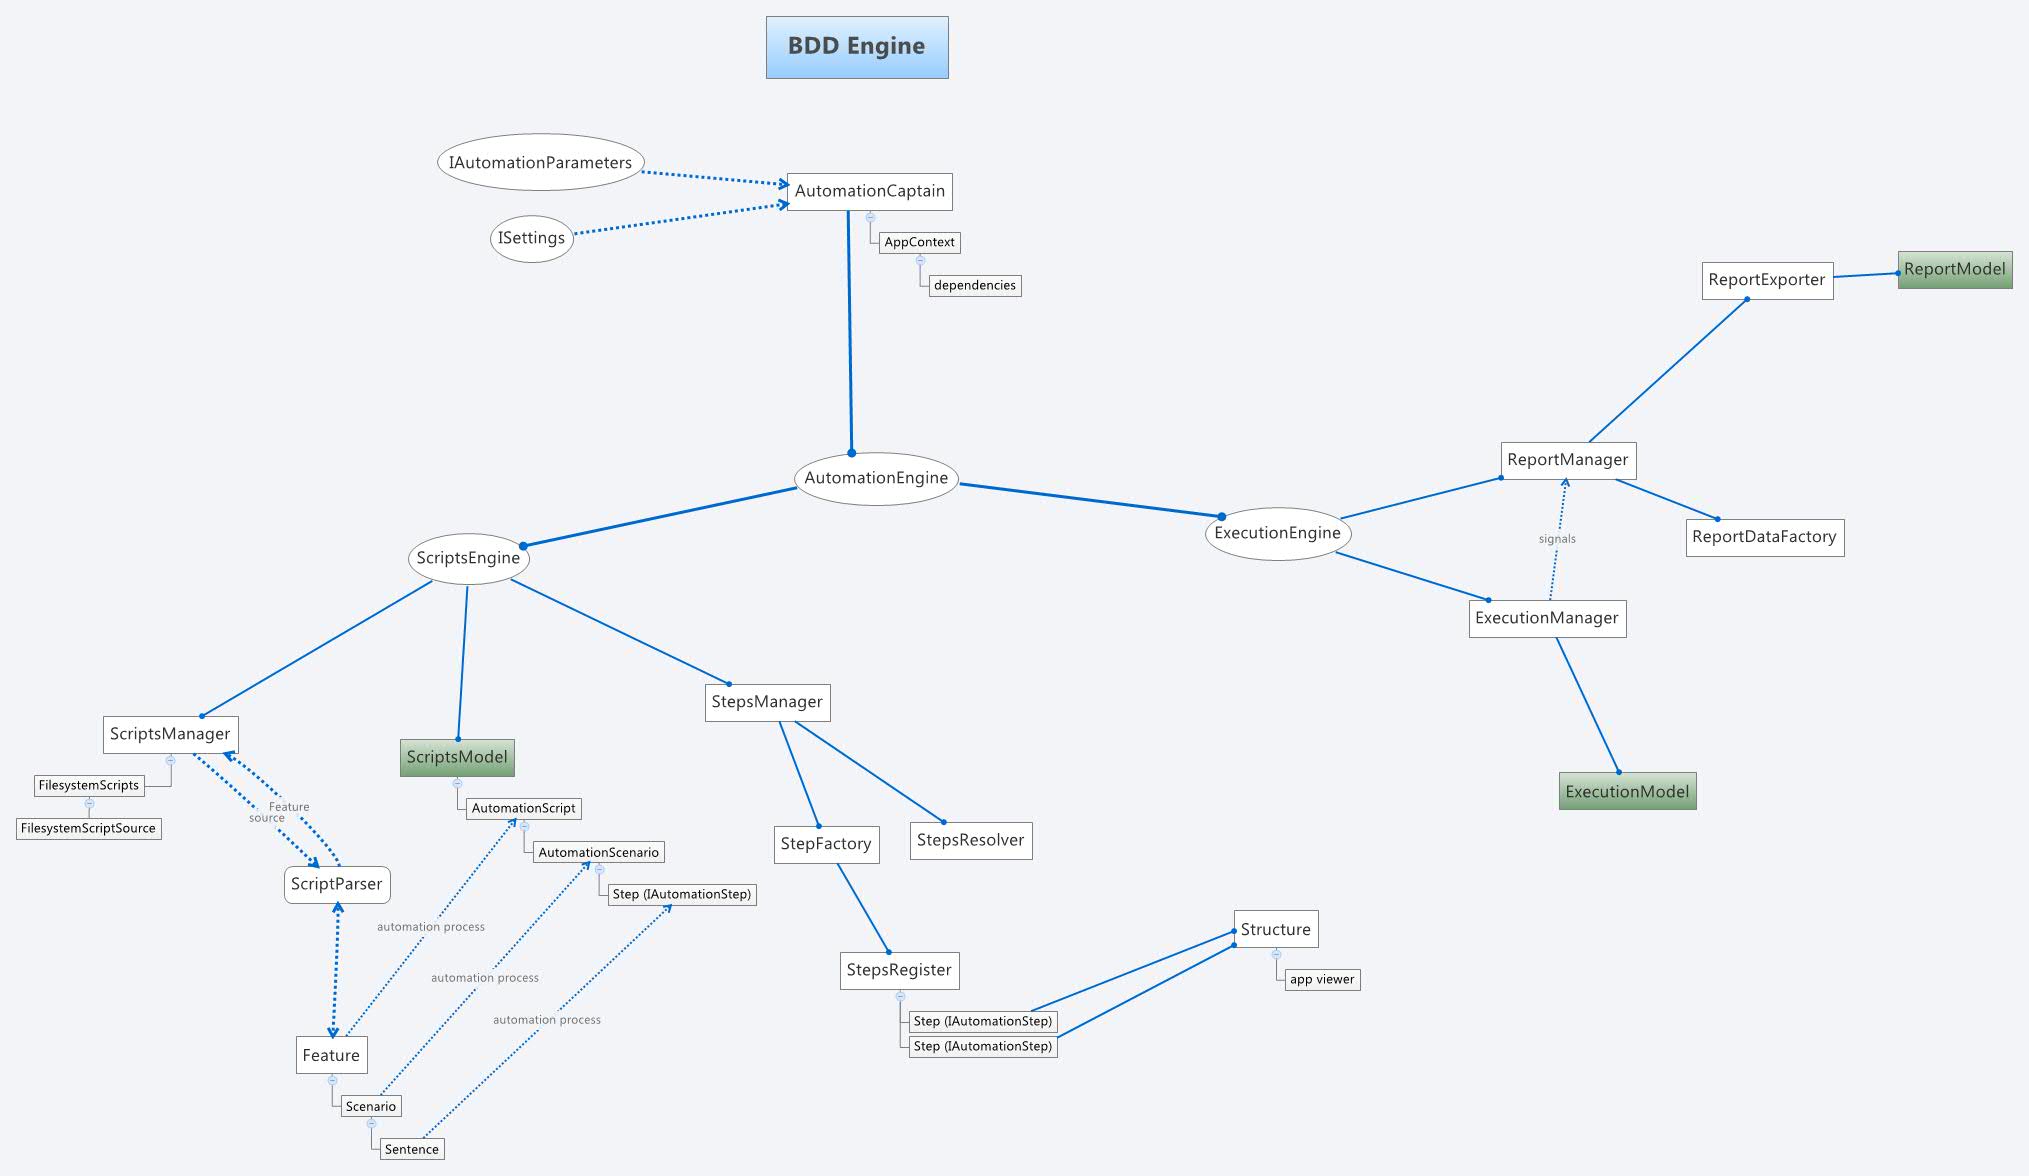 BDD Engine
IAutomationParameters
AutomationCaptain
ISettings
AppContext
dependencies
ReportExporter
ReportModel
AutomationEngine
ReportManager
ExecutionEngine
signals
ReportDataFactory
ScriptsEngine
ExecutionManager
StepsManager
ScriptsManager
ScriptsModel
FilesystemScripts
FilesystemScriptSource
Feature
source
AutomationScript
AutomationScenario
Step (IAutomationStep)
ExecutionModel
StepFactory
StepsResolver
ScriptParser
automation process
automation process
automation process
Structure
app viewer
StepsRegister
Step (IAutomationStep)
Step (IAutomationStep)
Feature
Scenario
Sentence